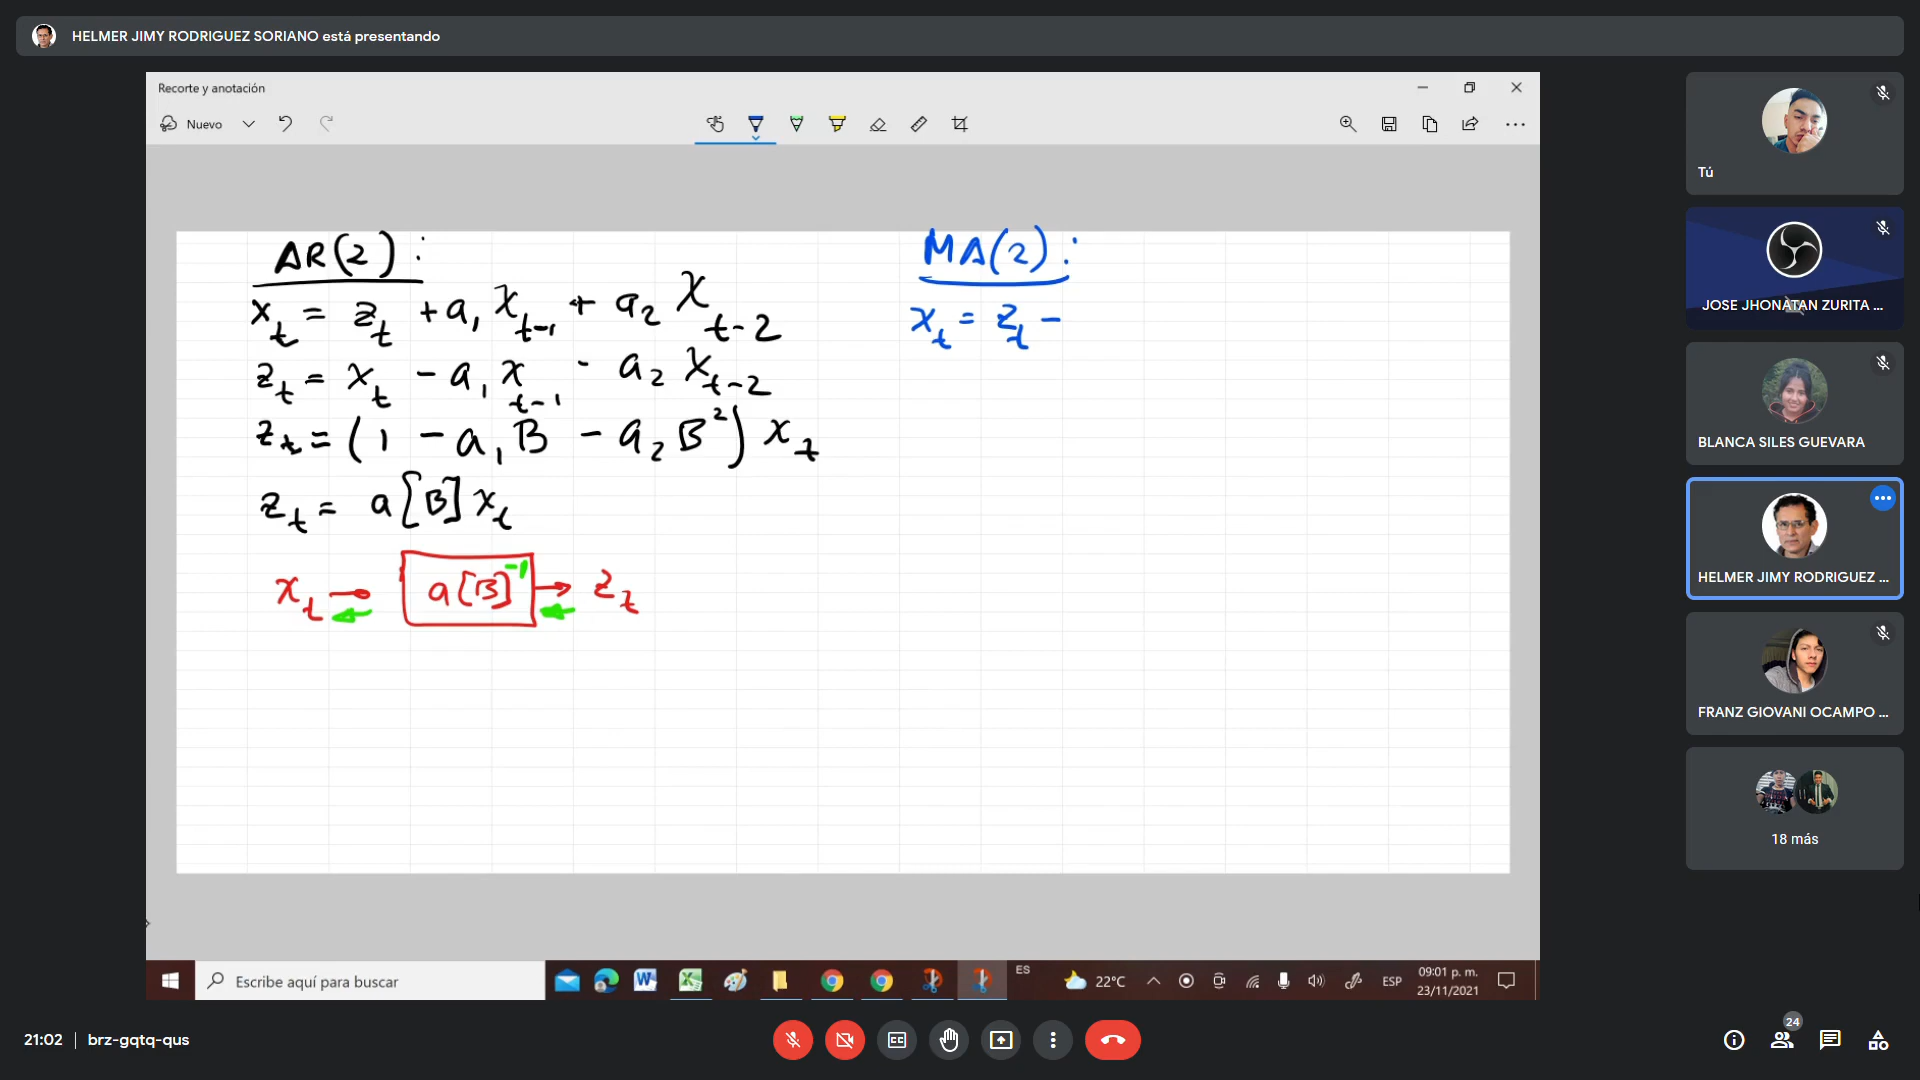 HELMER JIMY RODRIGUEZ SORIANO está presentando
Recorte y anotación
Nuevo
AR(2) :
x_t = z_t + a_1 x_{t-1} + a_2 x_{t-2}
z_t = x_t - a_1 x_{t-1} - a_2 x_{t-2}
z_t = (1 - a_1 B - a_2 B²) x_t
z_t = a[B] x_t
x_t → a[B]⁻¹ → z_t
MA(2) :
x_t = z_t -
Tú
JOSE JHONATAN ZURITA ...
BLANCA SILES GUEVARA
HELMER JIMY RODRIGUEZ ...
FRANZ GIOVANI OCAMPO ...
18 más
Escribe aquí para buscar
ES
22°C
ESP
09:01 p. m.
23/11/2021
21:02 | brz-gqtq-qus
24